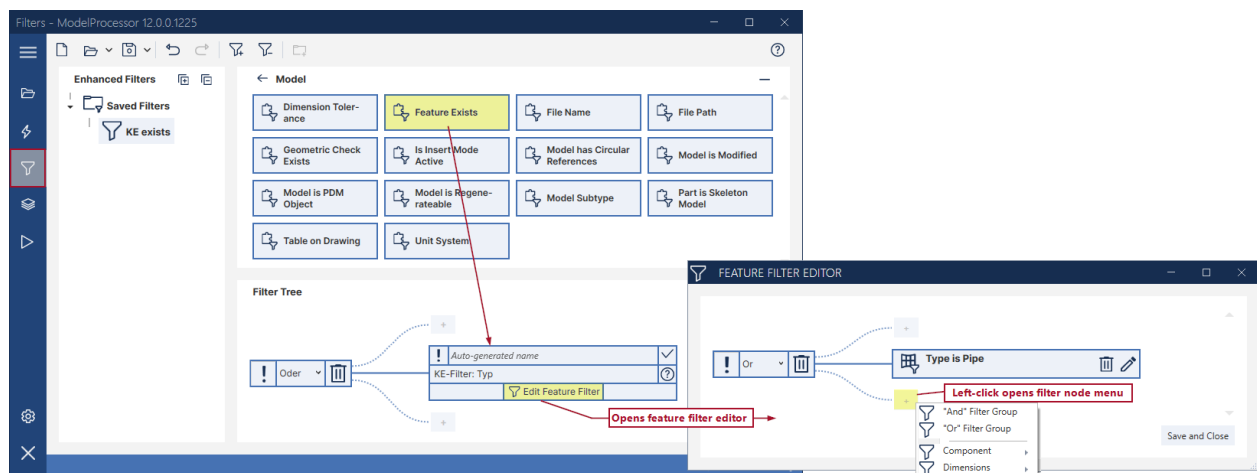 Filters - ModelProcessor 12.0.0.1225
Enhanced Filters
Saved Filters
KE exists
Model
Dimension Toler-
ance
Feature Exists
File Name
File Path
Geometric Check
Exists
Is Insert Mode
Active
Model has Circular
References
Model is Modified
Model is PDM
Object
Model is Regene-
rateable
Model Subtype
Part is Skeleton
Model
Table on Drawing
Unit System
Filter Tree
Oder
Auto-generated name
KE-Filter: Typ
Edit Feature Filter
Opens feature filter editor
FEATURE FILTER EDITOR
Or
Type is Pipe
Left-click opens filter node menu
"And" Filter Group
"Or" Filter Group
Component
Dimensions
Save and Close